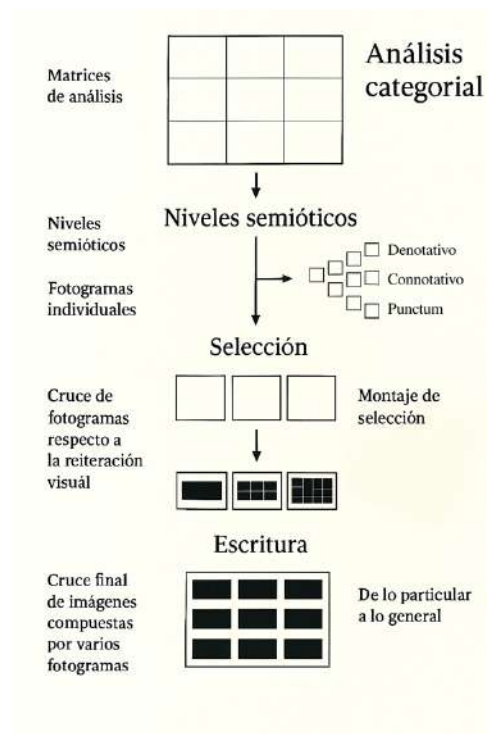 Análisis
categorial
Matrices
de análisis
Niveles semióticos
Niveles
semióticos
Denotativo
Connotativo
Punctum
Fotogramas
individuales
Selección
Cruce de
fotogramas
respecto a
la reiteración
visuál
Montaje de
selección
Escritura
Cruce final
de imágenes
compuestas
por varios
fotogramas
De lo particular
a lo general